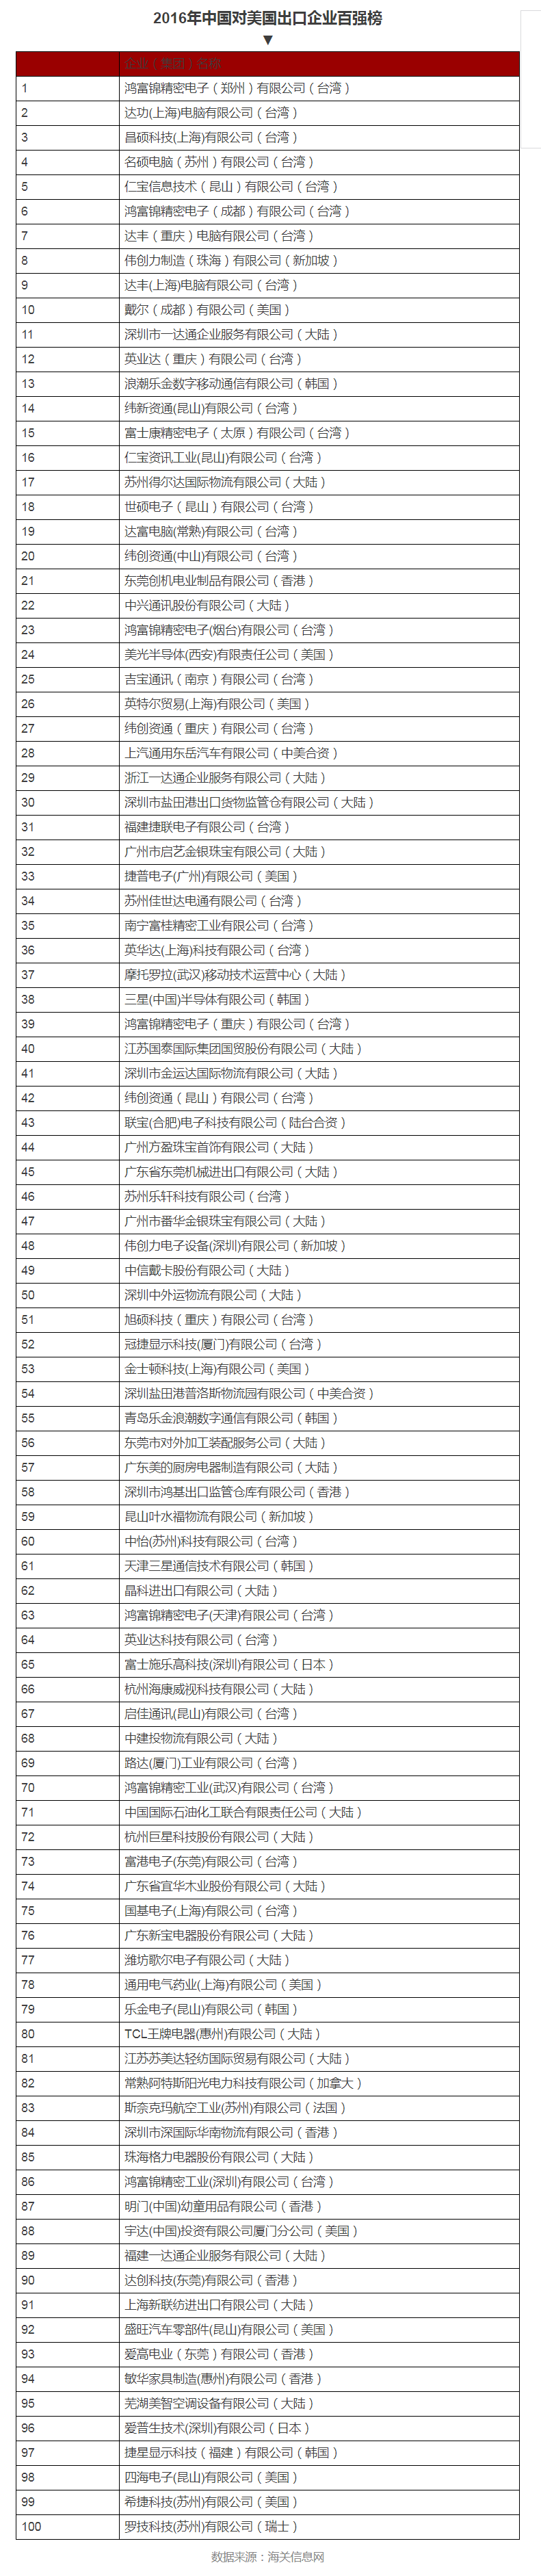 2016年中国对美国出口企业百强榜
▼
企业（集团）名称
1 鸿富锦精密电子（郑州）有限公司（台湾）
2 达功(上海)电脑有限公司（台湾）
3 昌硕科技(上海)有限公司（台湾）
4 名硕电脑（苏州）有限公司（台湾）
5 仁宝信息技术（昆山）有限公司（台湾）
6 鸿富锦精密电子（成都）有限公司（台湾）
7 达丰（重庆）电脑有限公司（台湾）
8 伟创力制造（珠海）有限公司（新加坡）
9 达丰(上海)电脑有限公司（台湾）
10 戴尔（成都）有限公司（美国）
11 深圳市一达通企业服务有限公司（大陆）
12 英业达（重庆）有限公司（台湾）
13 浪潮乐金数字移动通信有限公司（韩国）
14 纬新资通(昆山)有限公司（台湾）
15 富士康精密电子（太原）有限公司（台湾）
16 仁宝资讯工业(昆山)有限公司（台湾）
17 苏州得尔达国际物流有限公司（大陆）
18 世硕电子（昆山）有限公司（台湾）
19 达富电脑(常熟)有限公司（台湾）
20 纬创资通(中山)有限公司（台湾）
21 东莞创机电业制品有限公司（香港）
22 中兴通讯股份有限公司（大陆）
23 鸿富锦精密电子(烟台)有限公司（台湾）
24 美光半导体(西安)有限责任公司（美国）
25 吉宝通讯（南京）有限公司（台湾）
26 英特尔贸易(上海)有限公司（美国）
27 纬创资通（重庆）有限公司（台湾）
28 上汽通用东岳汽车有限公司（中美合资）
29 浙江一达通企业服务有限公司（大陆）
30 深圳市盐田港出口货物监管仓有限公司（大陆）
31 福建捷联电子有限公司（台湾）
32 广州市启艺金银珠宝有限公司（大陆）
33 捷普电子(广州)有限公司（美国）
34 苏州佳世达电通有限公司（台湾）
35 南宁富桂精密工业有限公司（台湾）
36 英华达(上海)科技有限公司（台湾）
37 摩托罗拉(武汉)移动技术运营中心（大陆）
38 三星(中国)半导体有限公司（韩国）
39 鸿富锦精密电子（重庆）有限公司（台湾）
40 江苏国泰国际集团国贸股份有限公司（大陆）
41 深圳市金运达国际物流有限公司（大陆）
42 纬创资通（昆山）有限公司（台湾）
43 联宝(合肥)电子科技有限公司（陆台合资）
44 广州方盈珠宝首饰有限公司（大陆）
45 广东省东莞机械进出口有限公司（大陆）
46 苏州乐轩科技有限公司（台湾）
47 广州市番华金银珠宝有限公司（大陆）
48 伟创力电子设备(深圳)有限公司（新加坡）
49 中信戴卡股份有限公司（大陆）
50 深圳中外运物流有限公司（大陆）
51 旭硕科技（重庆）有限公司（台湾）
52 冠捷显示科技(厦门)有限公司（台湾）
53 金士顿科技(上海)有限公司（美国）
54 深圳盐田港普洛斯物流园有限公司（中美合资）
55 青岛乐金浪潮数字通信有限公司（韩国）
56 东莞市对外加工装配服务公司（大陆）
57 广东美的厨房电器制造有限公司（大陆）
58 深圳市鸿基出口监管仓库有限公司（香港）
59 昆山叶水福物流有限公司（新加坡）
60 中怡(苏州)科技有限公司（台湾）
61 天津三星通信技术有限公司（韩国）
62 晶科进出口有限公司（大陆）
63 鸿富锦精密电子(天津)有限公司（台湾）
64 英业达科技有限公司（台湾）
65 富士施乐高科技(深圳)有限公司（日本）
66 杭州海康威视科技有限公司（大陆）
67 启佳通讯(昆山)有限公司（台湾）
68 中建投物流有限公司（大陆）
69 路达(厦门)工业有限公司（台湾）
70 鸿富锦精密工业(武汉)有限公司（台湾）
71 中国国际石油化工联合有限责任公司（大陆）
72 杭州巨星科技股份有限公司（大陆）
73 富港电子(东莞)有限公司（台湾）
74 广东省宜华木业股份有限公司（大陆）
75 国基电子(上海)有限公司（台湾）
76 广东新宝电器股份有限公司（大陆）
77 潍坊歌尔电子有限公司（大陆）
78 通用电气药业(上海)有限公司（美国）
79 乐金电子(昆山)有限公司（韩国）
80 TCL王牌电器(惠州)有限公司（大陆）
81 江苏苏美达轻纺国际贸易有限公司（大陆）
82 常熟阿特斯阳光电力科技有限公司（加拿大）
83 斯奈克玛航空工业(苏州)有限公司（法国）
84 深圳市深国际华南物流有限公司（香港）
85 珠海格力电器股份有限公司（大陆）
86 鸿富锦精密工业(深圳)有限公司（台湾）
87 明门(中国)幼童用品有限公司（香港）
88 宇达(中国)投资有限公司厦门分公司（美国）
89 福建一达通企业服务有限公司（大陆）
90 达创科技(东莞)有限公司（香港）
91 上海新联纺进出口有限公司（大陆）
92 盛旺汽车零部件(昆山)有限公司（美国）
93 爱高电业（东莞）有限公司（香港）
94 敏华家具制造(惠州)有限公司（香港）
95 芜湖美智空调设备有限公司（大陆）
96 爱普生技术(深圳)有限公司（日本）
97 捷星显示科技（福建）有限公司（韩国）
98 四海电子(昆山)有限公司（美国）
99 希捷科技(苏州)有限公司（美国）
100 罗技科技(苏州)有限公司（瑞士）
数据来源：海关信息网